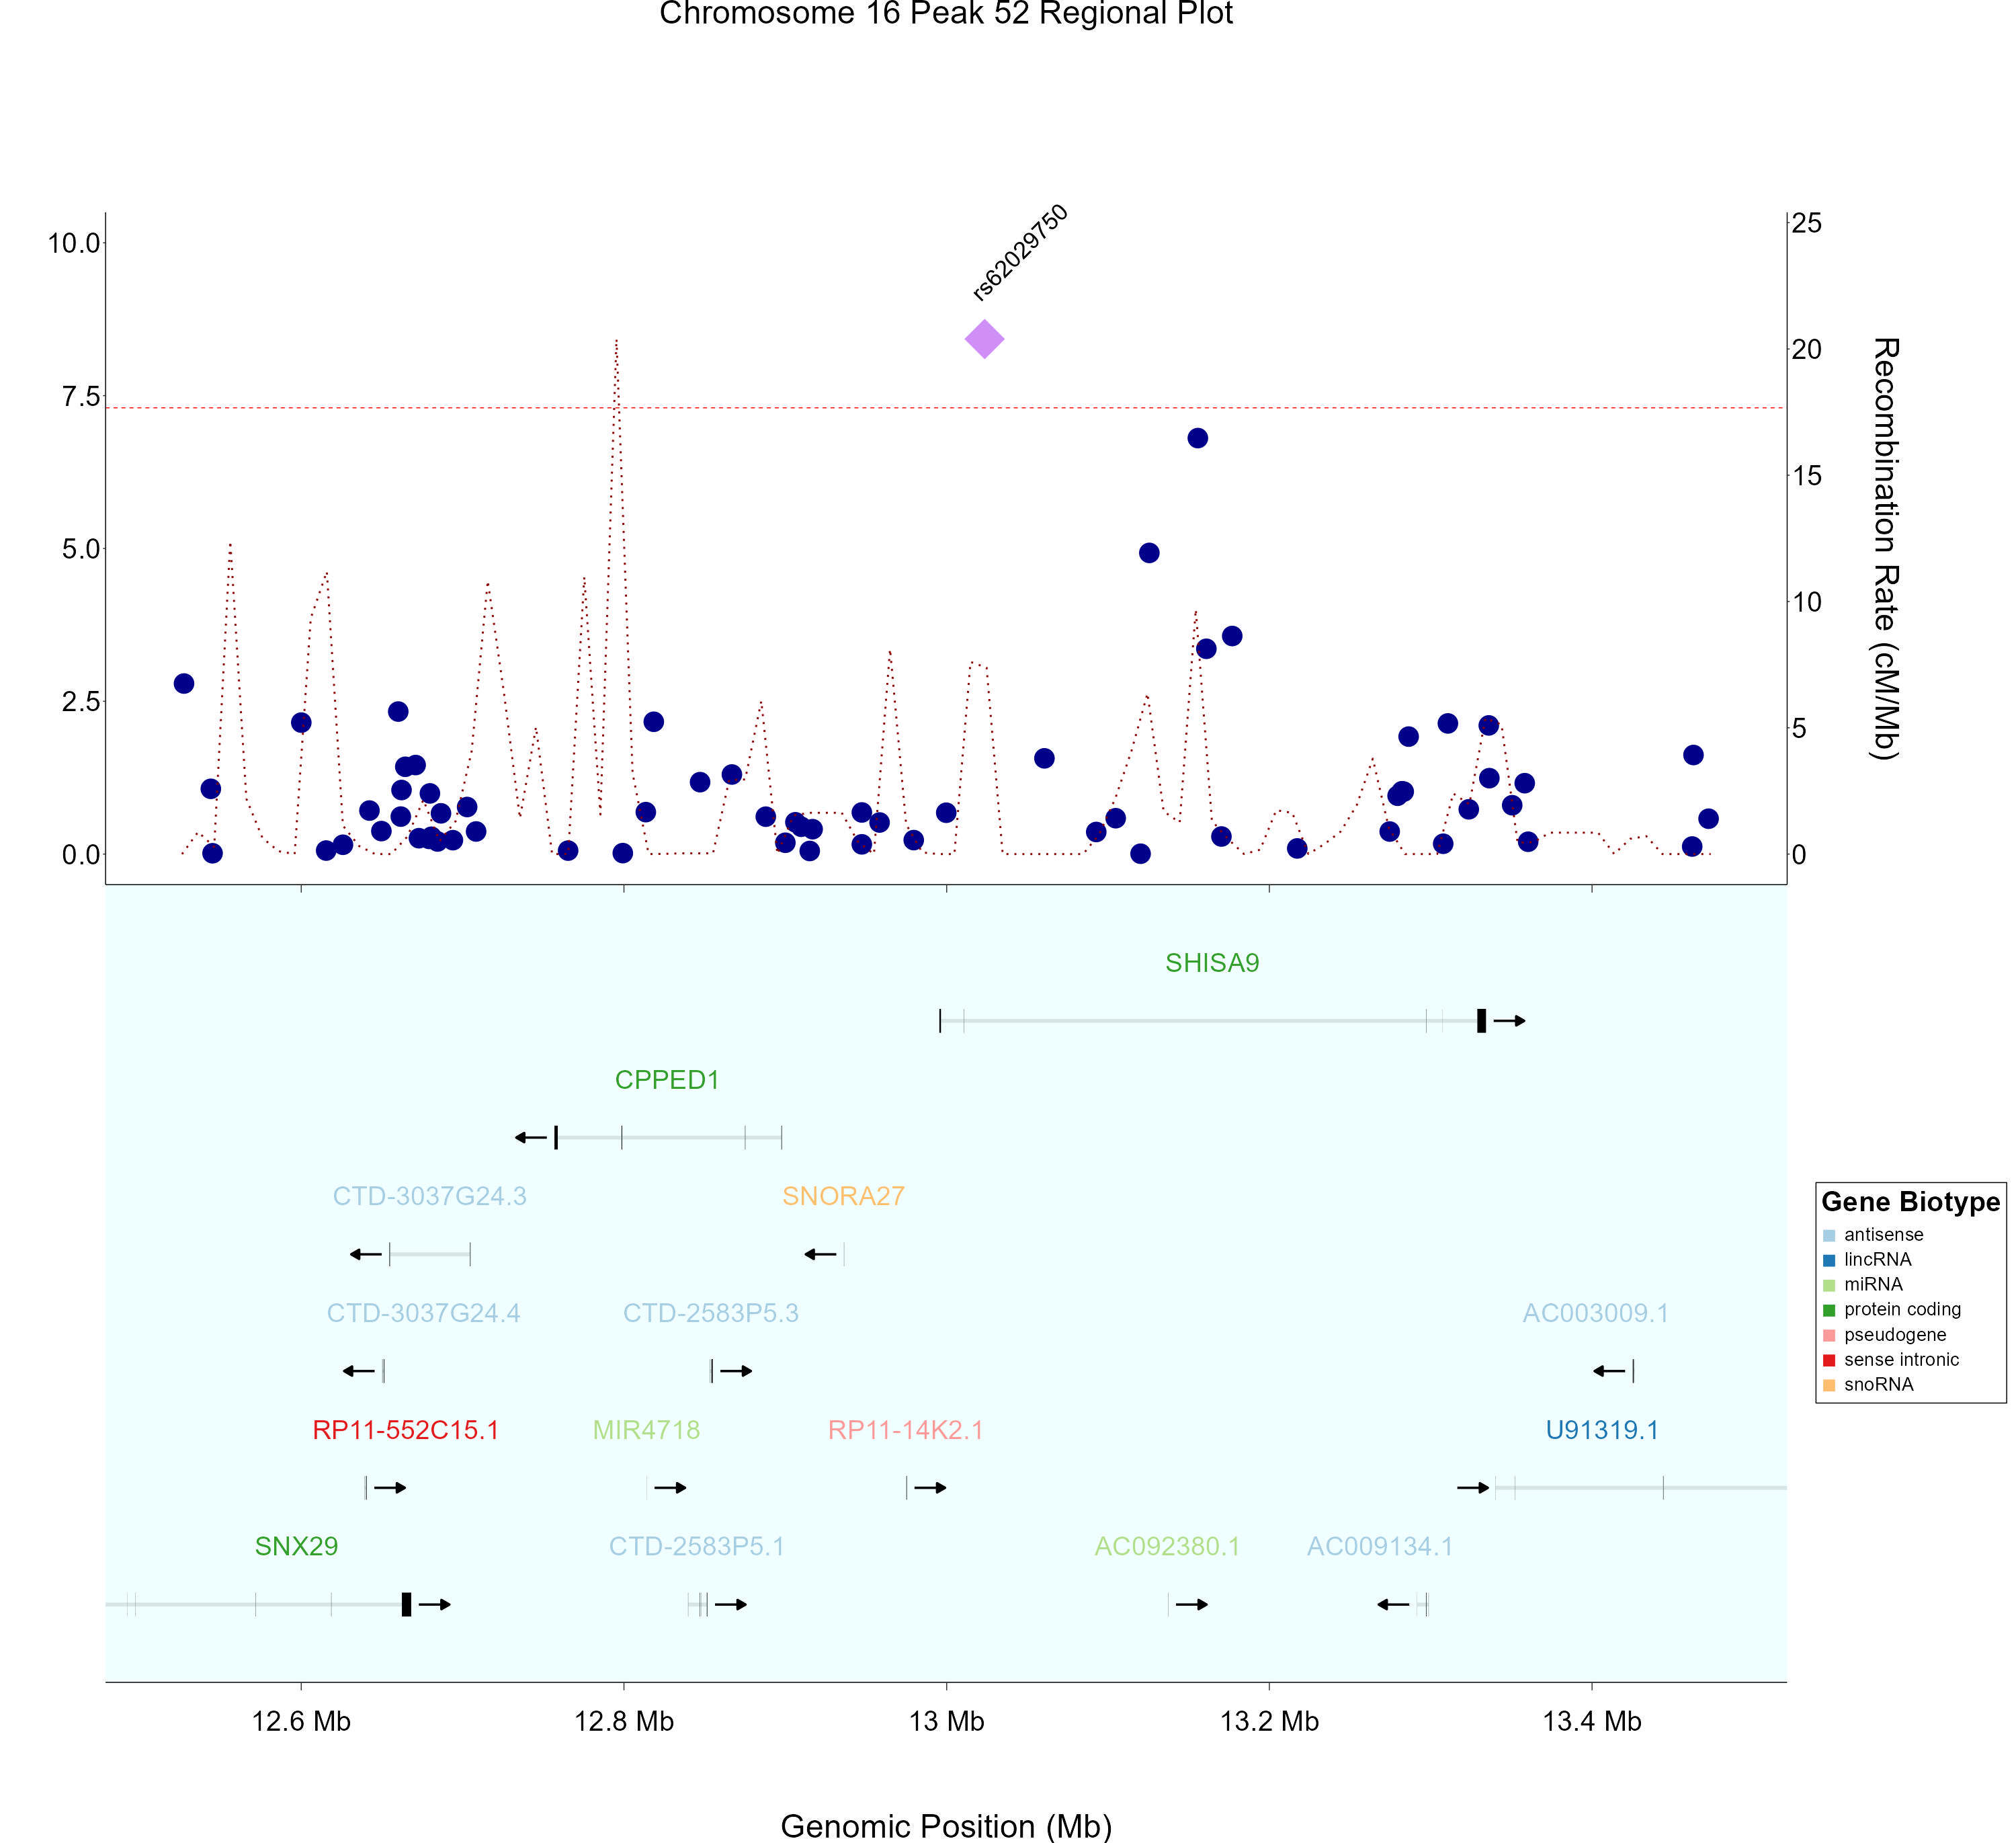 Chromosome 16 Peak 52 Regional Plot
rs62029750
10.0
7.5
5.0
2.5
0.0
25
20
15
10
5
0
Recombination Rate (cM/Mb)
SHISA9
CPPED1
CTD-3037G24.3
SNORA27
CTD-3037G24.4
CTD-2583P5.3
AC003009.1
RP11-552C15.1
MIR4718
RP11-14K2.1
U91319.1
SNX29
CTD-2583P5.1
AC092380.1
AC009134.1
Gene Biotype
antisense
lincRNA
miRNA
protein coding
pseudogene
sense intronic
snoRNA
12.6 Mb
12.8 Mb
13 Mb
13.2 Mb
13.4 Mb
Genomic Position (Mb)